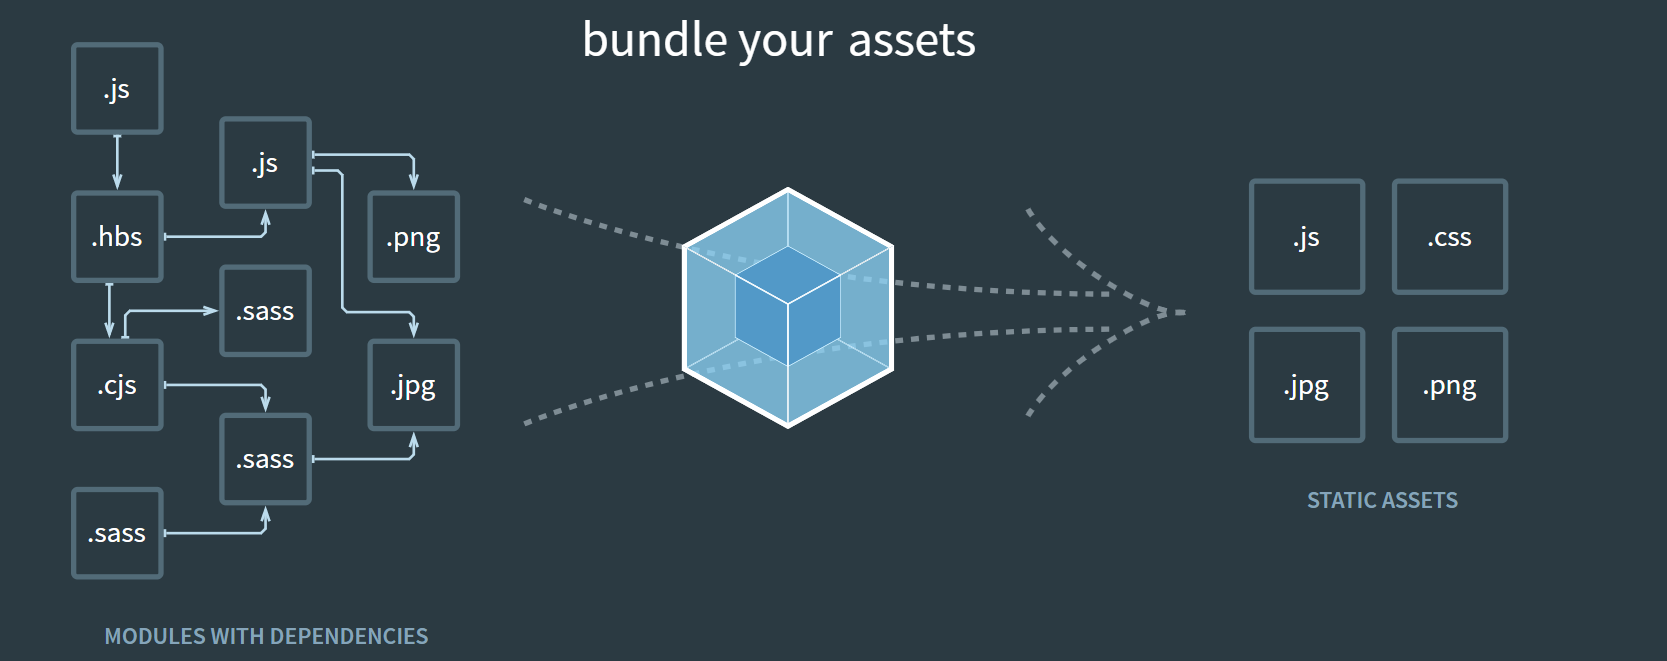 bundle your assets
.js
.js
.hbs
.png
.sass
.cjs
.jpg
.sass
.sass
MODULES WITH DEPENDENCIES
.js
.css
.jpg
.png
STATIC ASSETS